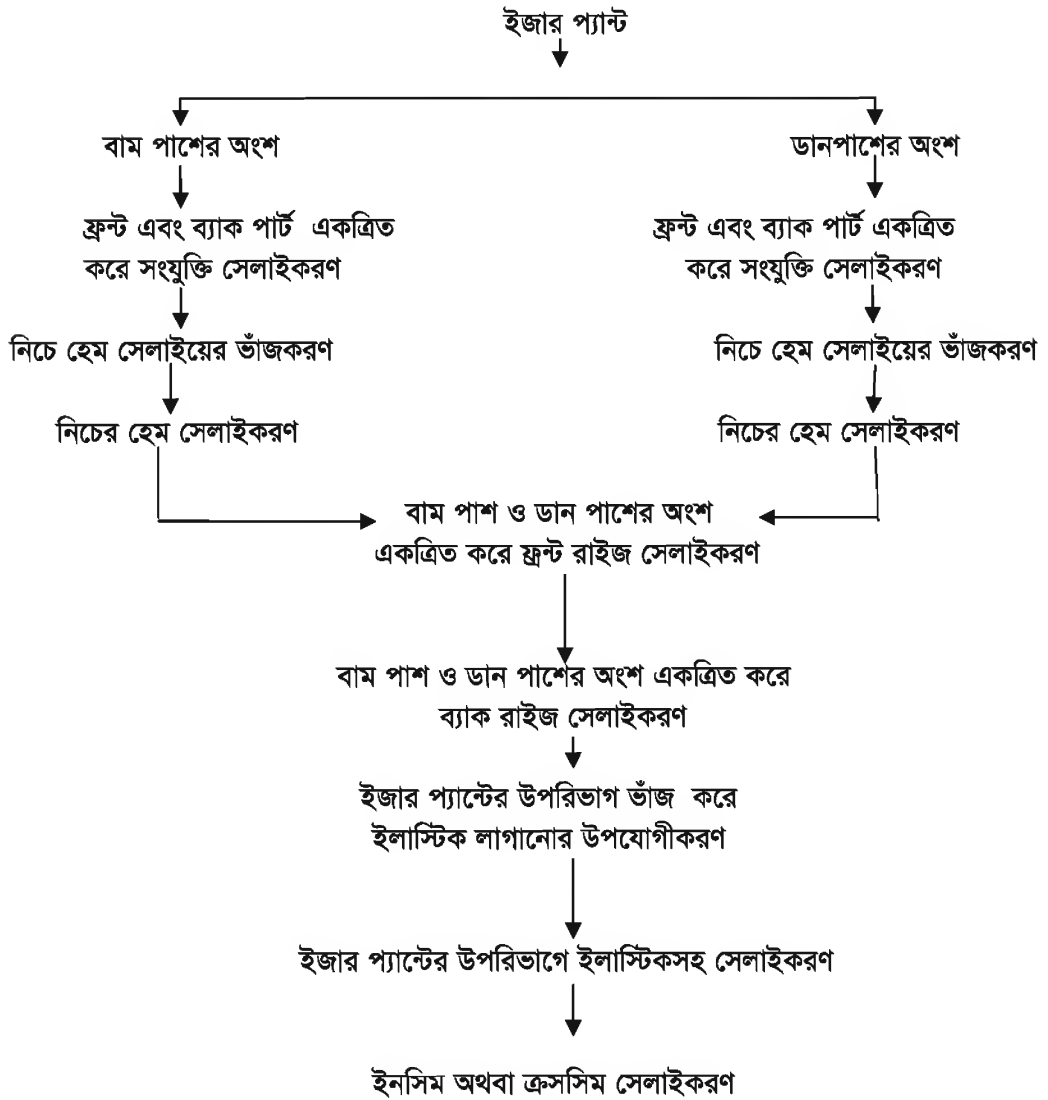 ইজার প্যান্ট
বাম পাশের অংশ
ডানপাশের অংশ
ফ্রন্ট এবং ব্যাক পার্ট একত্রিত
করে সংযুক্তি সেলাইকরণ
ফ্রন্ট এবং ব্যাক পার্ট একত্রিত
করে সংযুক্তি সেলাইকরণ
নিচে হেম সেলাইয়ের ভাঁজকরণ
নিচে হেম সেলাইয়ের ভাঁজকরণ
নিচের হেম সেলাইকরণ
নিচের হেম সেলাইকরণ
বাম পাশ ও ডান পাশের অংশ
একত্রিত করে ফ্রন্ট রাইজ সেলাইকরণ
বাম পাশ ও ডান পাশের অংশ একত্রিত করে
ব্যাক রাইজ সেলাইকরণ
ইজার প্যান্টের উপরিভাগ ভাঁজ করে
ইলাস্টিক লাগানোর উপযোগীকরণ
ইজার প্যান্টের উপরিভাগে ইলাস্টিকসহ সেলাইকরণ
ইনসিম অথবা ক্রসসিম সেলাইকরণ